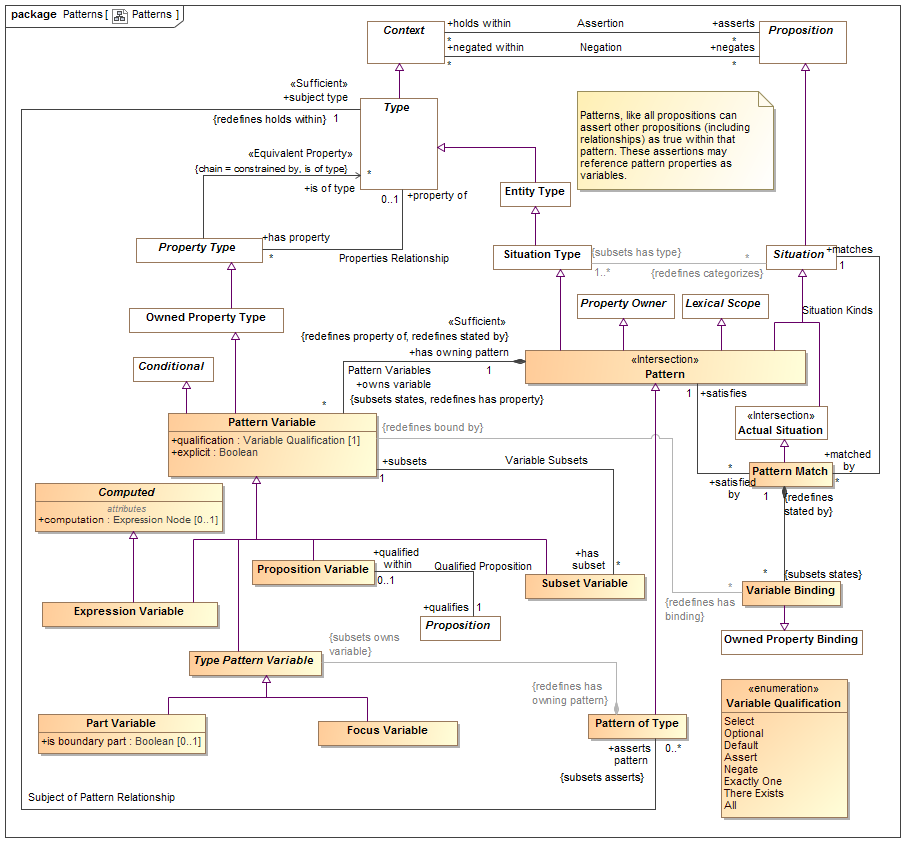 package Patterns [ Patterns ]
Context
+holds within
Assertion
+asserts
*
*
+negated within
Negation
+negates
*
*
Proposition
«Sufficient»
+subject type
{redefines holds within}
1
Type
Patterns, like all propositions can
assert other propositions (including
relationships) as true within that
pattern. These assertions may
reference pattern properties as
variables.
«Equivalent Property»
{chain = constrained by, is of type}
*
+is of type
0..1
+property of
Entity Type
Property Type
+has property
*
Properties Relationship
Situation Type
{subsets has type}
1..*
*
{redefines categorizes}
Situation
+matches
1
Owned Property Type
Property Owner
Lexical Scope
Situation Kinds
«Sufficient»
{redefines property of, redefines stated by}
+has owning pattern
1
«Intersection»
Pattern
Conditional
Pattern Variables
+owns variable
{subsets states, redefines has property}
*
1
+satisfies
«Intersection»
Actual Situation
Pattern Variable
+qualification : Variable Qualification [1]
+explicit : Boolean
{redefines bound by}
+subsets
1
Variable Subsets
+matched
by
*
Pattern Match
*
+satisfied
by
1
{redefines
stated by}
Computed
attributes
+computation : Expression Node [0..1]
Proposition Variable
+qualified
within
0..1
Qualified Proposition
+qualifies
1
Proposition
+has
subset
*
Subset Variable
*
{subsets states}
*
Variable Binding
{redefines has
binding}
Expression Variable
Owned Property Binding
Type Pattern Variable
{subsets owns
variable}
{redefines has
owning pattern}
Part Variable
+is boundary part : Boolean [0..1]
Focus Variable
Pattern of Type
+asserts
pattern
0..*
{subsets asserts}
«enumeration»
Variable Qualification
Select
Optional
Default
Assert
Negate
Exactly One
There Exists
All
Subject of Pattern Relationship